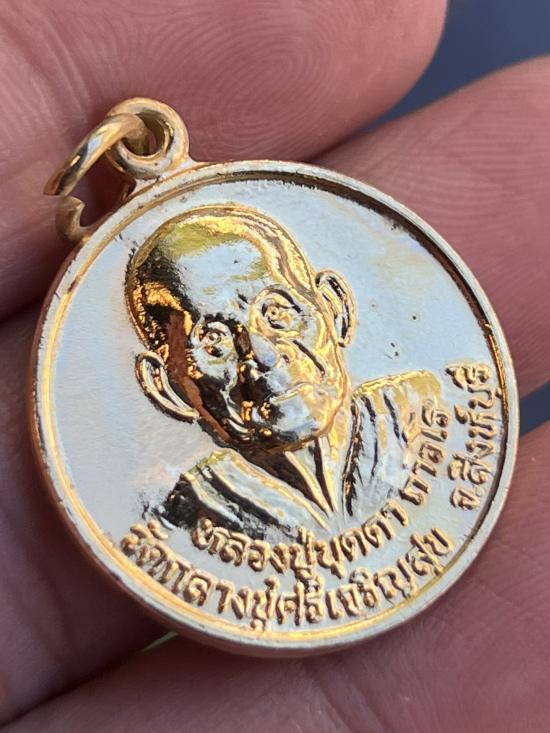 หลวงปู่บุดดา ถาวโร
วัดกลางชูศรีเจริญสุข จ.สิงห์บุรี